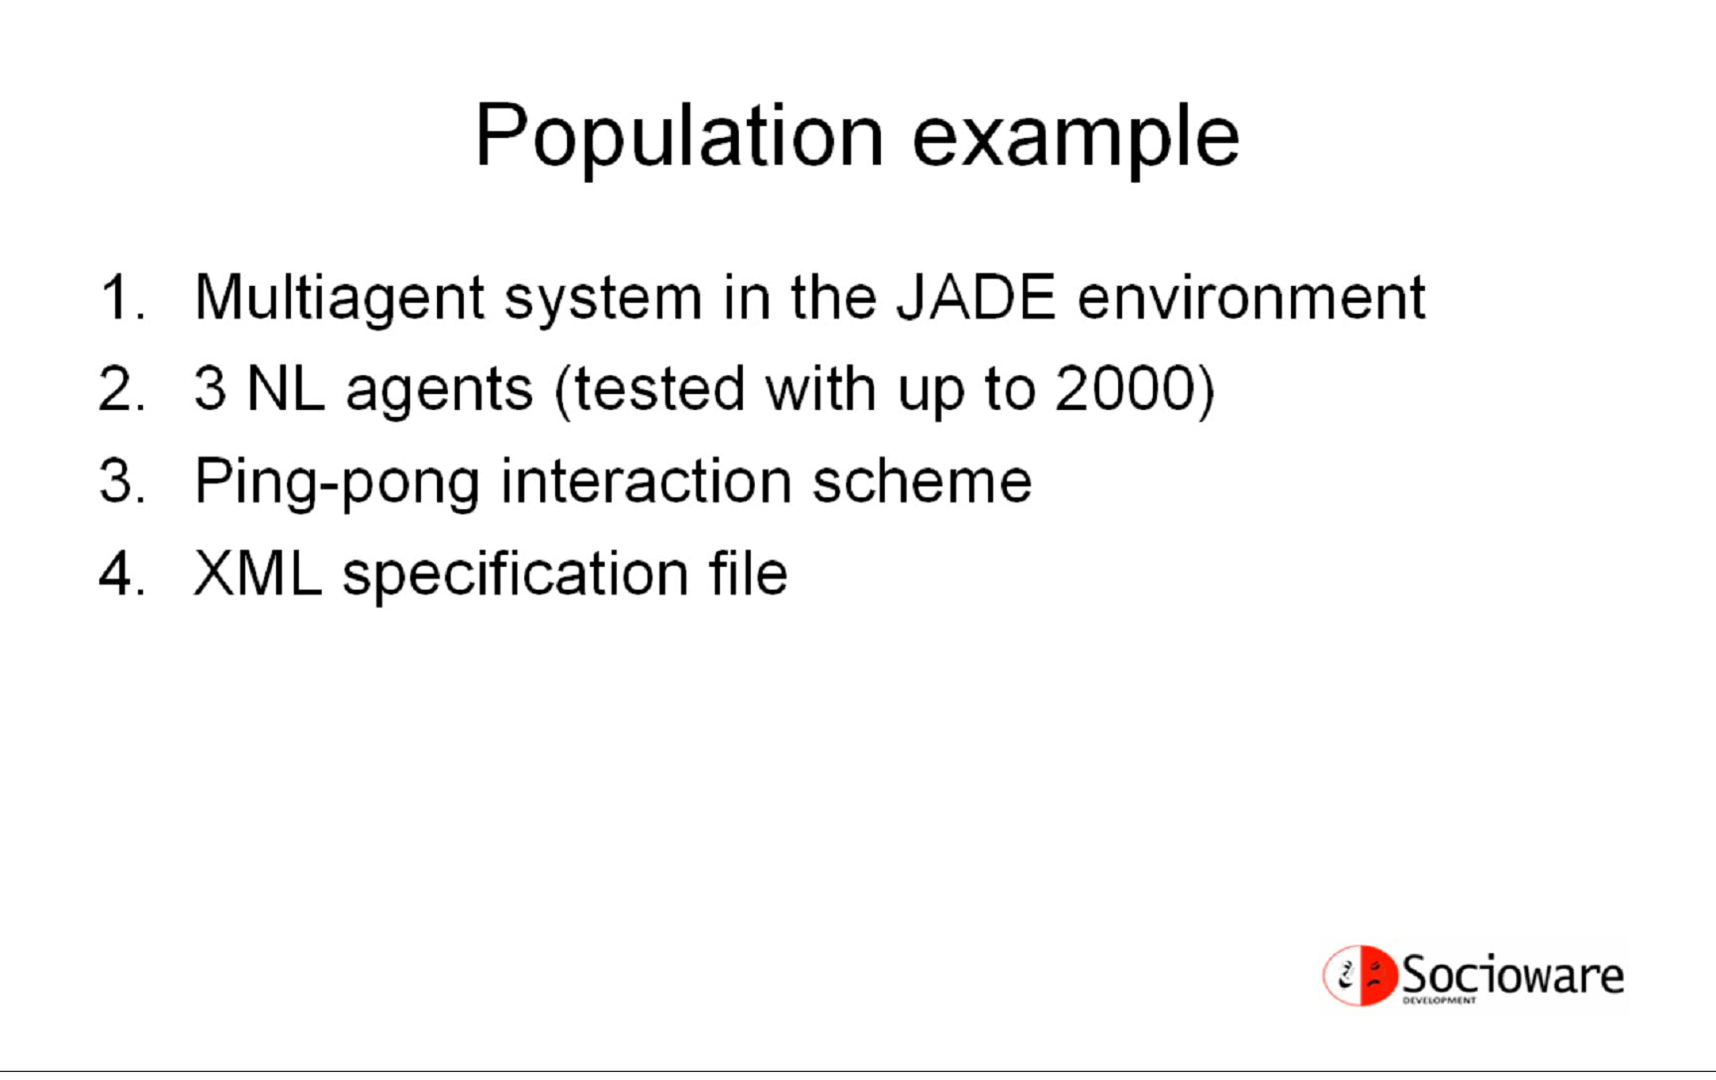 Population example
1. Multiagent system in the JADE environment
2. 3 NL agents (tested with up to 2000)
3. Ping-pong interaction scheme
4. XML specification file
Socioware
DEVELOPMENT